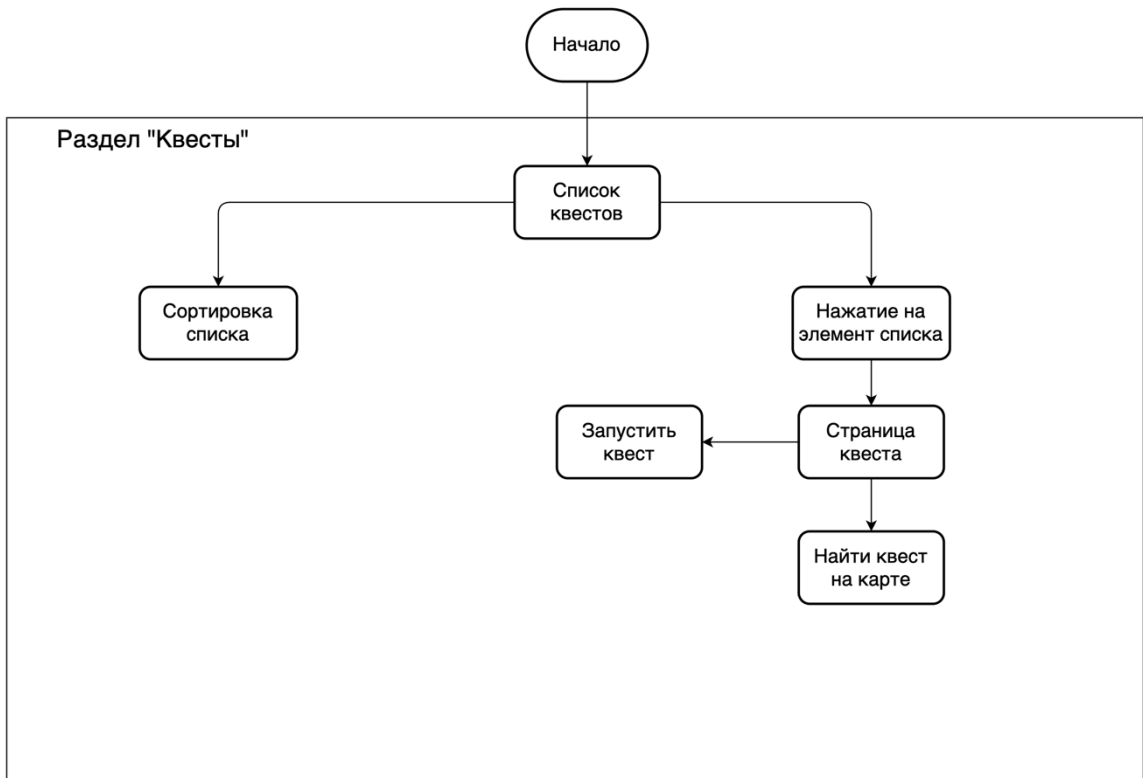 Начало
Раздел "Квесты"
Список
квестов
Сортировка
списка
Нажатие на
элемент списка
Запустить
квест
Страница
квеста
Найти квест
на карте